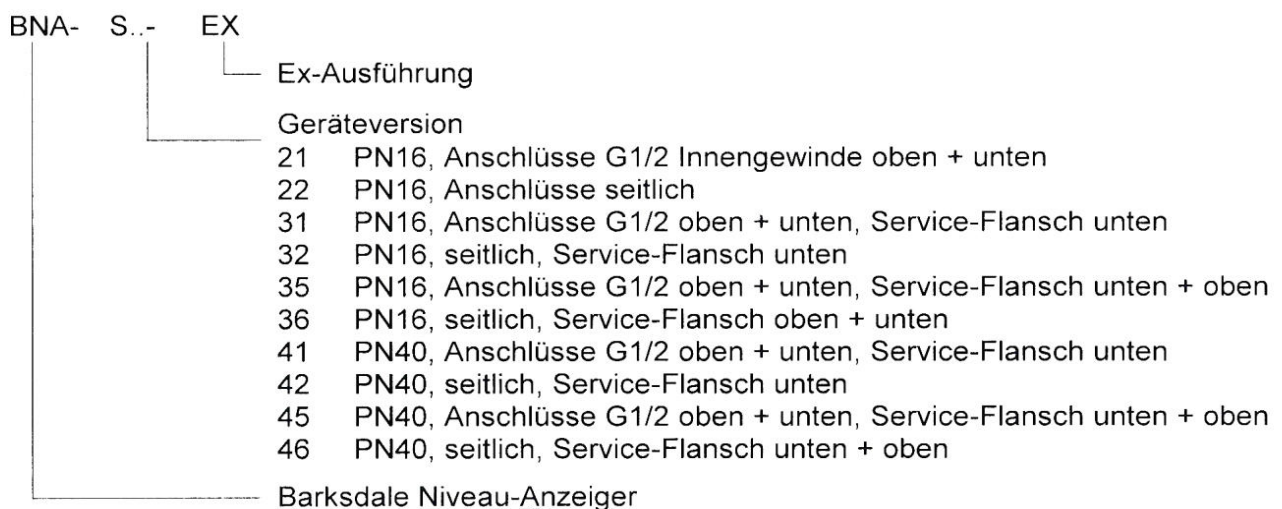 BNA- S..- EX
Ex-Ausführung
Geräteversion
21 PN16, Anschlüsse G1/2 Innengewinde oben + unten
22 PN16, Anschlüsse seitlich
31 PN16, Anschlüsse G1/2 oben + unten, Service-Flansch unten
32 PN16, seitlich, Service-Flansch unten
35 PN16, Anschlüsse G1/2 oben + unten, Service-Flansch unten + oben
36 PN16, seitlich, Service-Flansch oben + unten
41 PN40, Anschlüsse G1/2 oben + unten, Service-Flansch unten
42 PN40, seitlich, Service-Flansch unten
45 PN40, Anschlüsse G1/2 oben + unten, Service-Flansch unten + oben
46 PN40, seitlich, Service-Flansch unten + oben
Barksdale Niveau-Anzeiger